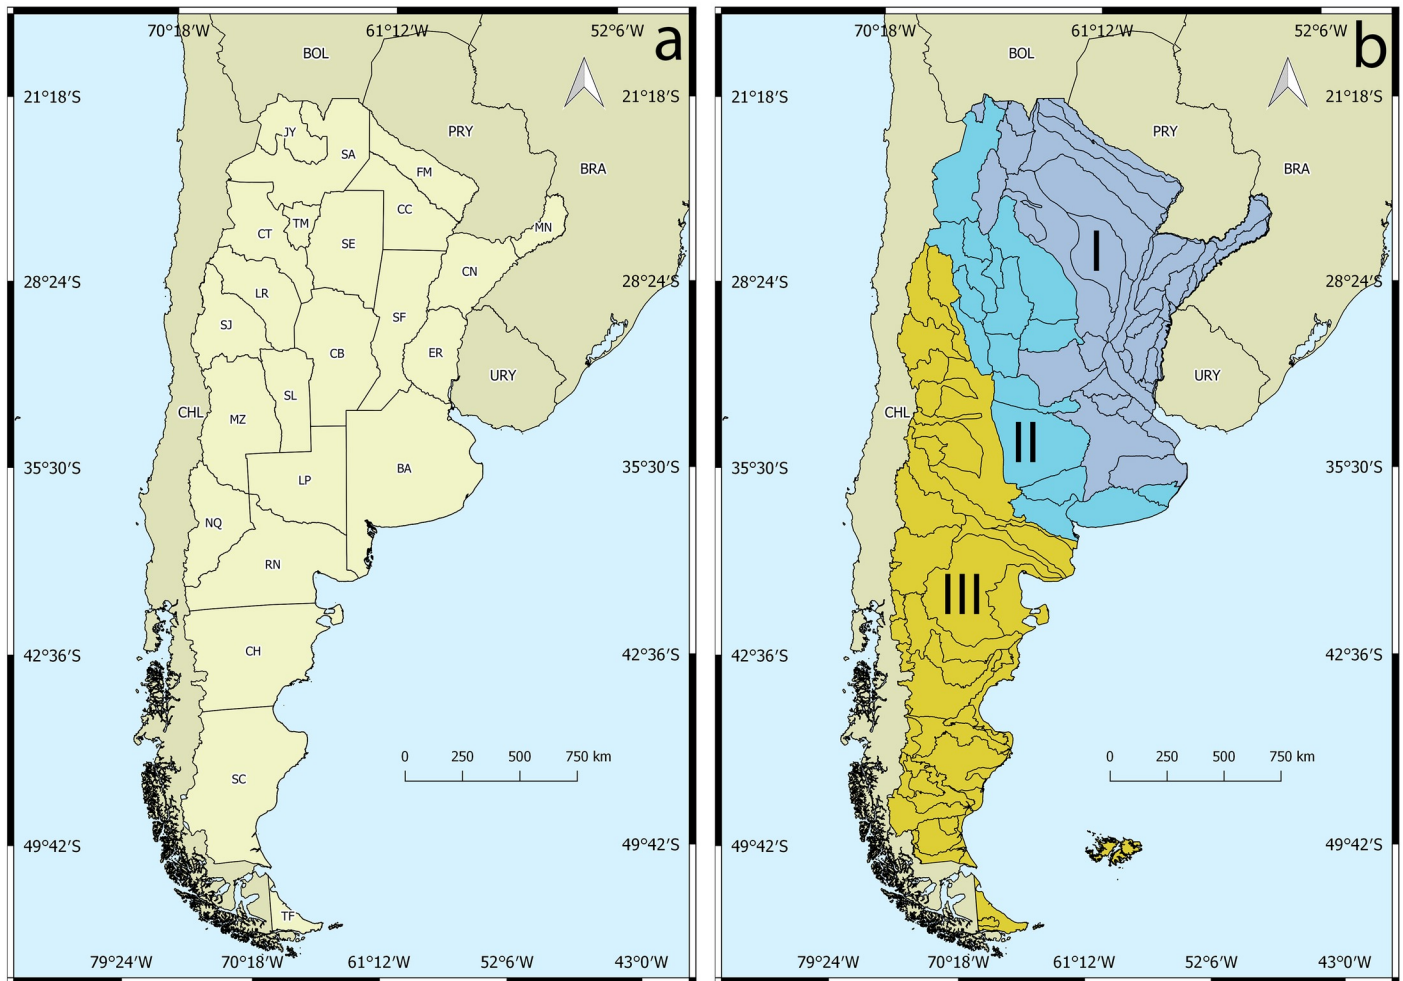 70°18'W 61°12'W 52°6'W
a
BOL
21°18'S 21°18'S
JY
PRY
SA
BRA
FM
CC
TM
MN
CT
SE
CN
28°24'S 28°24'S
LR
SF
SJ
CB
ER
URY
SL
CHL
MZ
35°30'S 35°30'S
BA
LP
NQ
RN
42°36'S 42°36'S
CH
0 250 500 750 km
SC
49°42'S 49°42'S
TF
79°24'W 70°18'W 61°12'W 52°6'W 43°0'W
70°18'W 61°12'W 52°6'W
b
BOL
21°18'S 21°18'S
PRY
BRA
I
28°24'S 28°24'S
URY
CHL
II
35°30'S 35°30'S
III
42°36'S 42°36'S
0 250 500 750 km
49°42'S 49°42'S
79°24'W 70°18'W 61°12'W 52°6'W 43°0'W